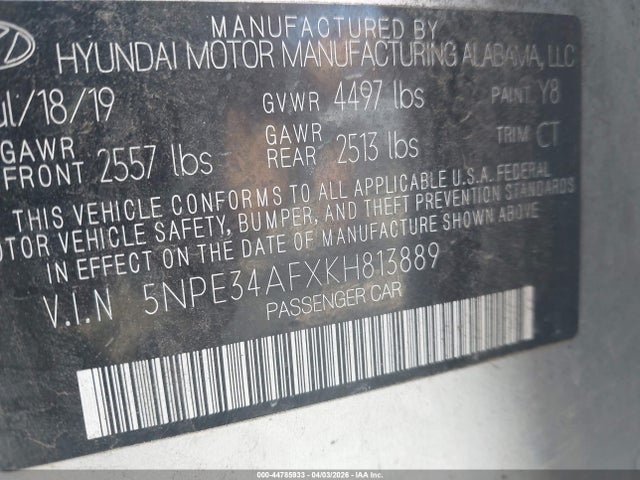 MANUFACTURED BY
HYUNDAI MOTOR MANUFACTURING ALABAMA, LLC
Jul/18/19 GVWR 4497 lbs PAINT Y8
GAWR FRONT 2557 lbs GAWR REAR 2513 lbs TRIM CT
THIS VEHICLE CONFORMS TO ALL APPLICABLE U.S.A. FEDERAL
MOTOR VEHICLE SAFETY, BUMPER, AND THEFT PREVENTION STANDARDS
IN EFFECT ON THE DATE OF MANUFACTURE SHOWN ABOVE
V.I.N 5NPE34AFXKH813889
PASSENGER CAR
000-44785933 - 04/03/2026 - IAA Inc.